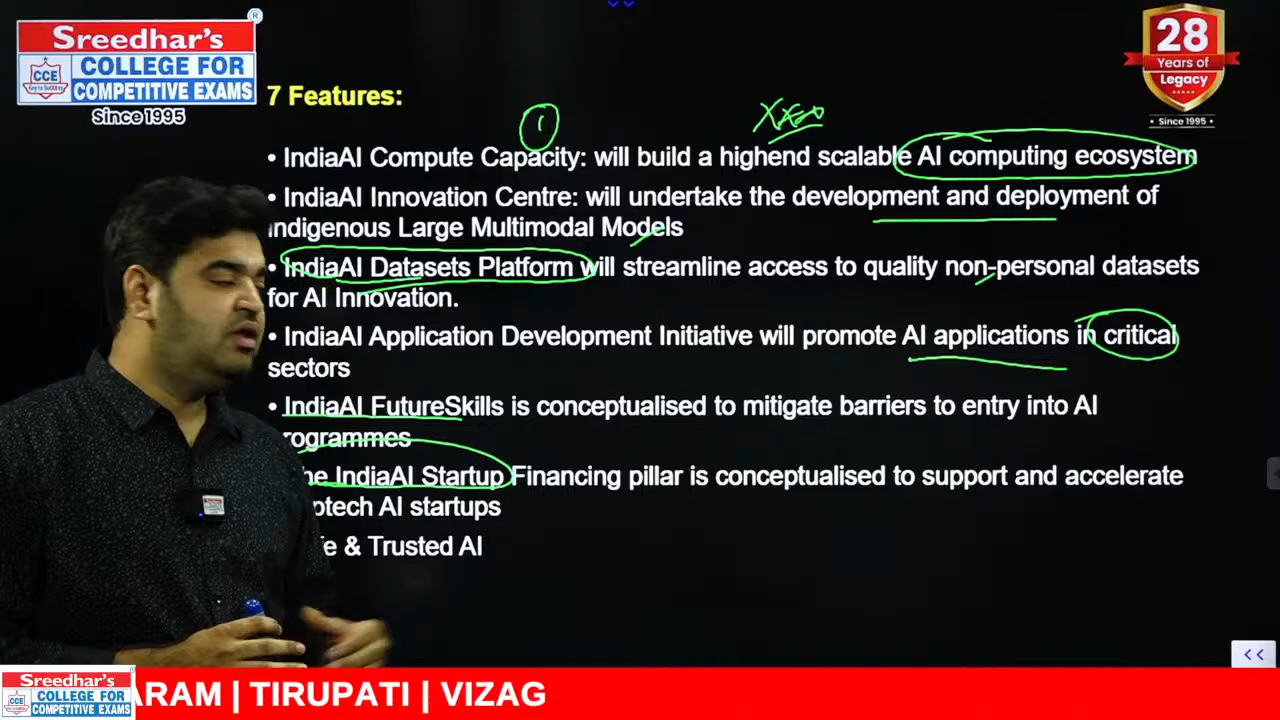 Sreedhar's
CCE
COLLEGE FOR
COMPETITIVE EXAMS
Since 1995
28
Years of
Legacy
Since 1995
7 Features:
1
• IndiaAI Compute Capacity: will build a highend scalable AI computing ecosystem
• IndiaAI Innovation Centre: will undertake the development and deployment of
indigenous Large Multimodal Models
• IndiaAI Datasets Platform will streamline access to quality non-personal datasets
for AI Innovation.
• IndiaAI Application Development Initiative will promote AI applications in critical
sectors
• IndiaAI FutureSkills is conceptualised to mitigate barriers to entry into AI
rogrammes
he IndiaAI Startup Financing pillar is conceptualised to support and accelerate
ptech AI startups
fe & Trusted AI
<<
Sreedhar's
CCE
COLLEGE FOR
COMPETITIVE EXAMS
ARAM | TIRUPATI | VIZAG